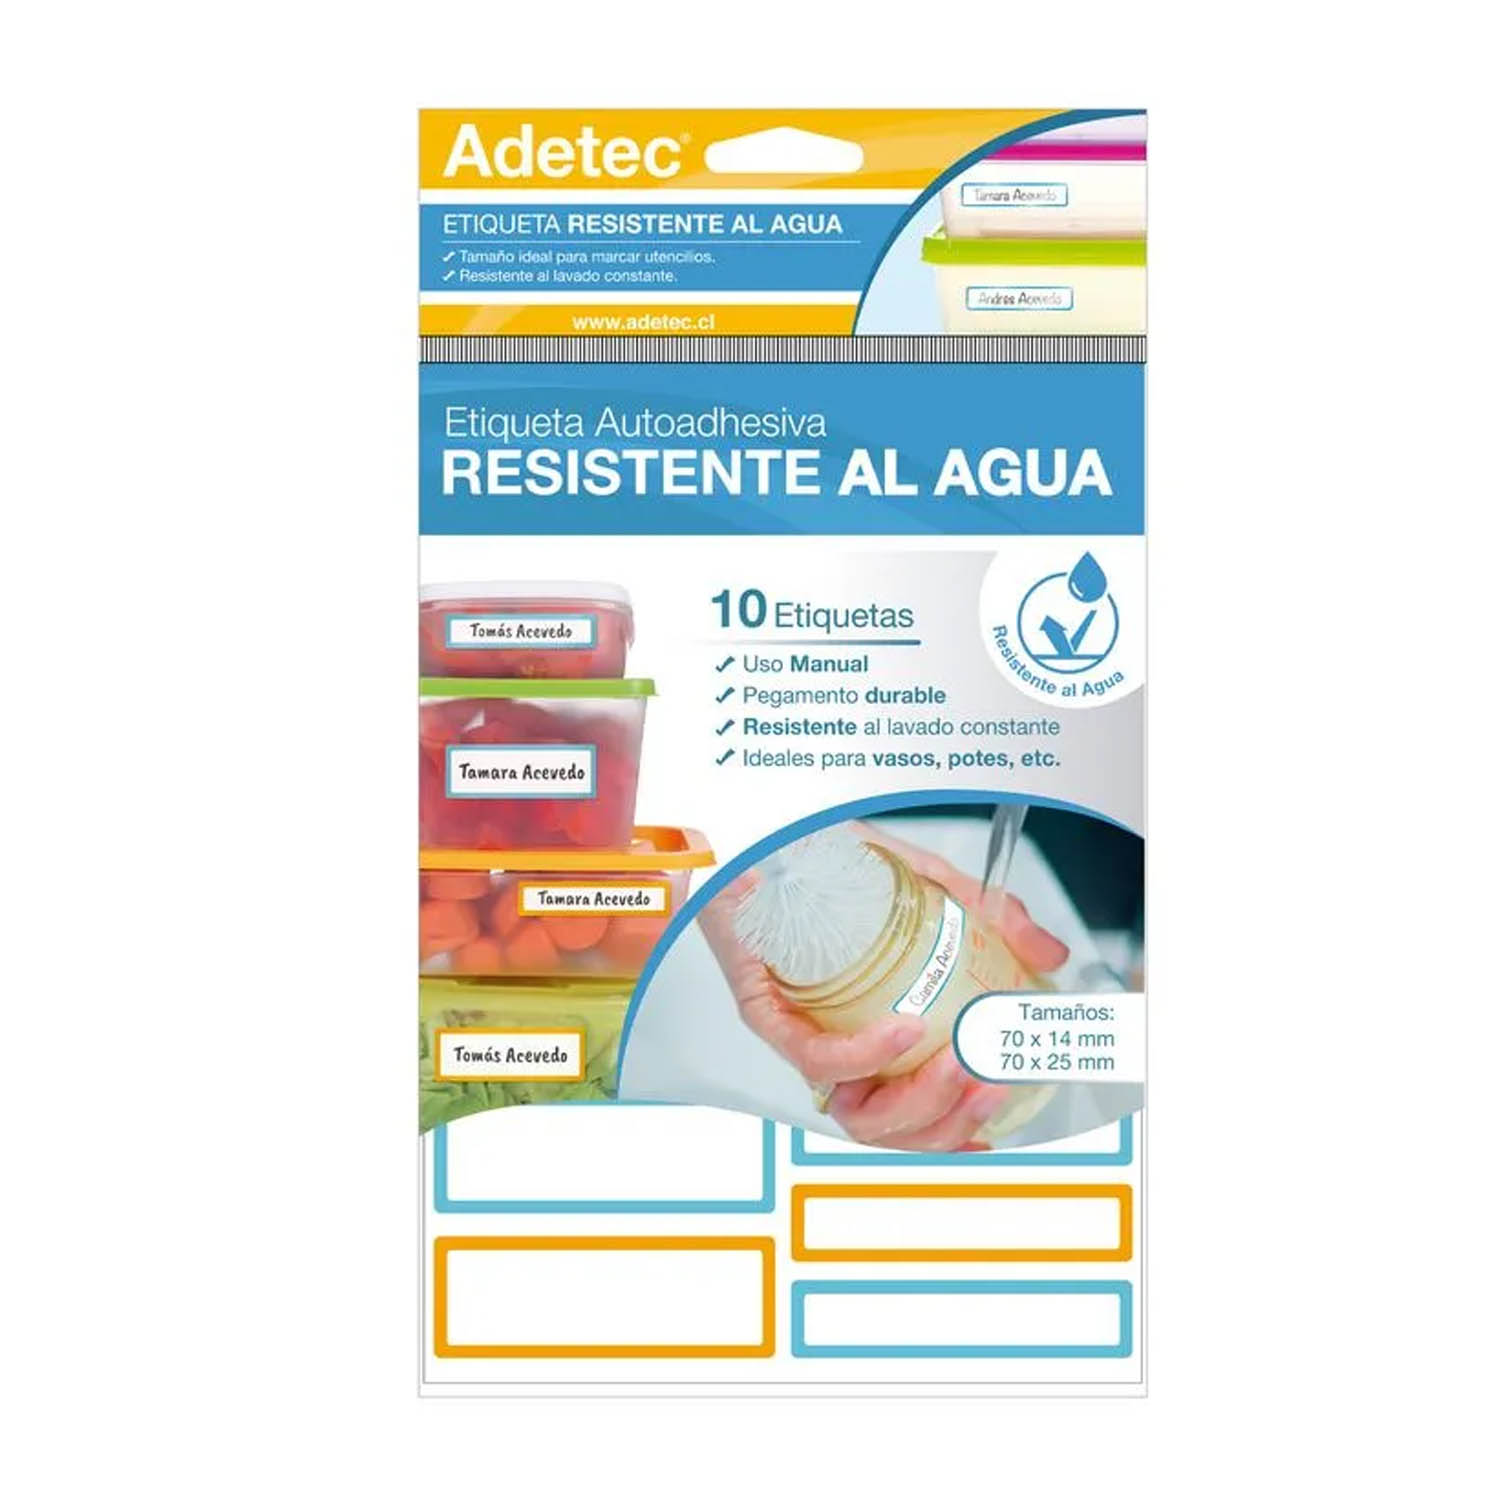 Adetec®
ETIQUETA RESISTENTE AL AGUA
Tamaño ideal para marcar utencilios.
Resistente al lavado constante.
www.adetec.cl
Tamara Acevedo
Andres Acevedo
Etiqueta Autoadhesiva
RESISTENTE AL AGUA
10 Etiquetas
Uso Manual
Pegamento durable
Resistente al lavado constante
Ideales para vasos, potes, etc.
Resistente al Agua
Tomás Acevedo
Tamara Acevedo
Tamara Acevedo
Tomás Acevedo
Camila Acevedo
Tamaños:
70 x 14 mm
70 x 25 mm